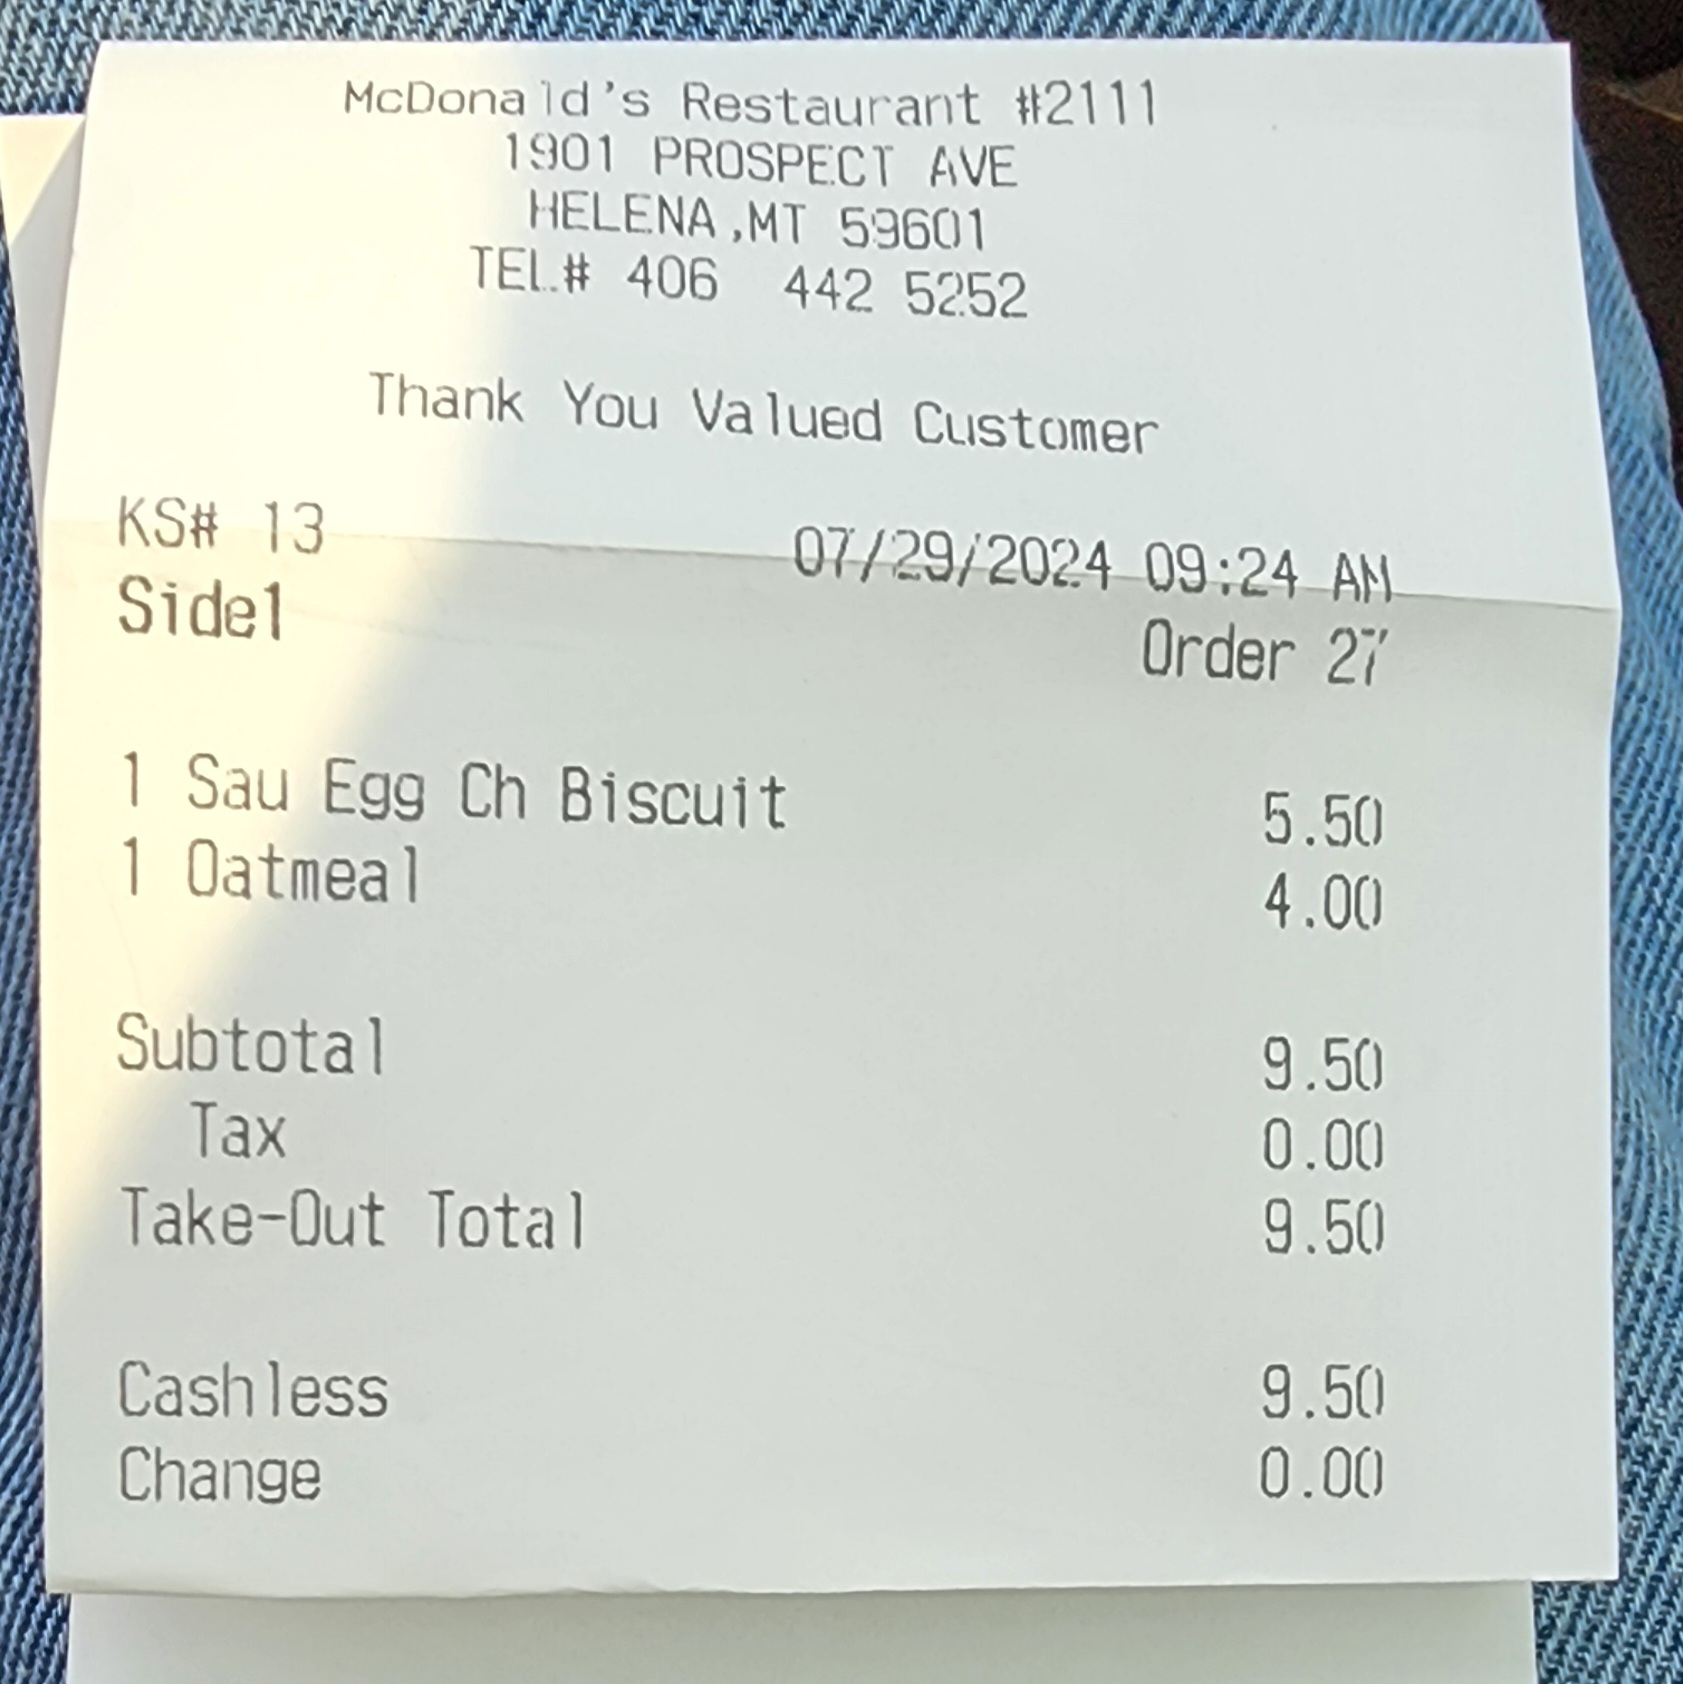 McDonald's Restaurant #2111
1901 PROSPECT AVE
HELENA,MT 59601
TEL# 406 442 5252
Thank You Valued Customer
KS# 13 07/29/2024 09:24 AM
Side1 Order 27
1 Sau Egg Ch Biscuit 5.50
1 Oatmeal 4.00
Subtotal 9.50
Tax 0.00
Take-Out Total 9.50
Cashless 9.50
Change 0.00